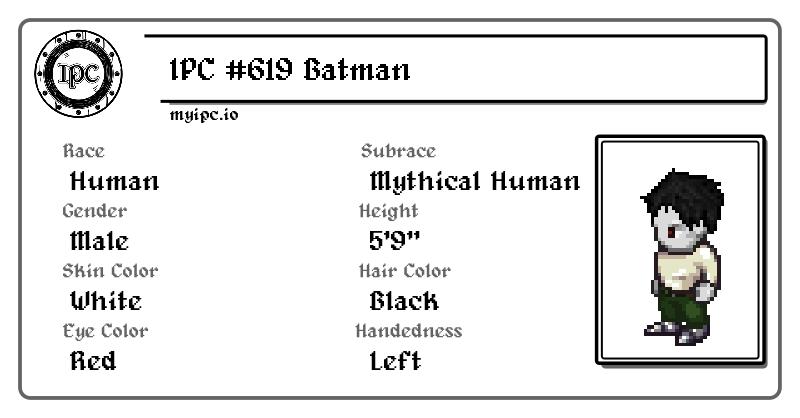 IPC
IPC #619 Batman
myipc.io
Race
Human
Subrace
Mythical Human
Gender
Male
Height
5'9"
Skin Color
White
Hair Color
Black
Eye Color
Red
Handedness
Left